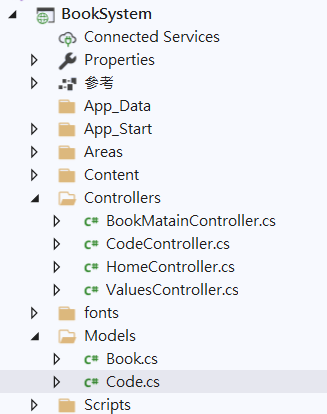 BookSystem
Connected Services
Properties
參考
App_Data
App_Start
Areas
Content
Controllers
C# BookMatainController.cs
C# CodeController.cs
C# HomeController.cs
C# ValuesController.cs
fonts
Models
C# Book.cs
C# Code.cs
Scripts